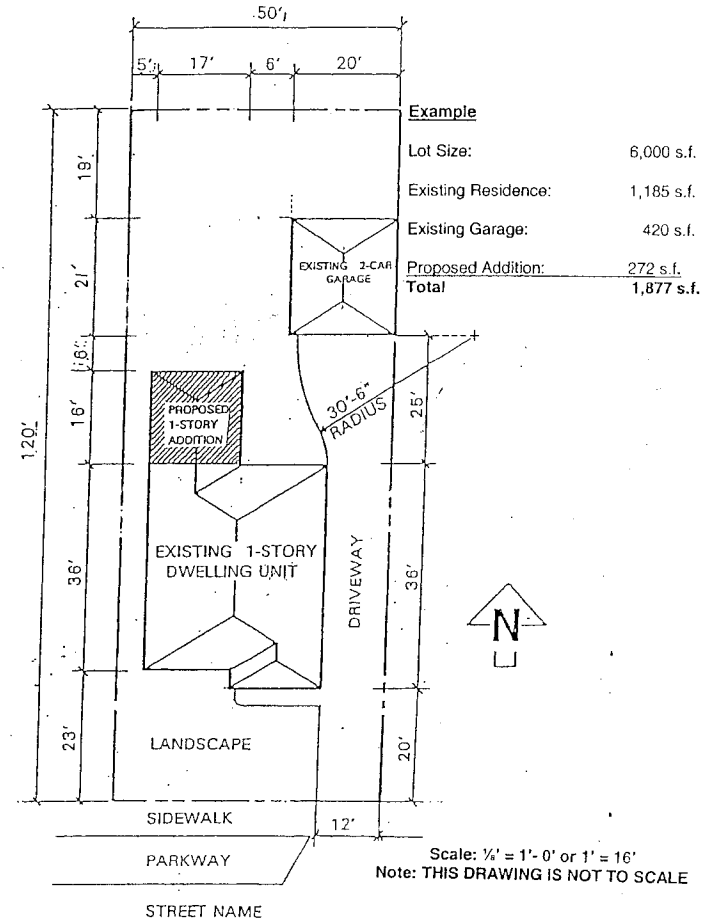 50'
5' 17' 6' 20'
Example
Lot Size: 6,000 s.f.
Existing Residence: 1,185 s.f.
Existing Garage: 420 s.f.
Proposed Addition: 272 s.f.
Total 1,877 s.f.
19'
EXISTING 2-CAR
GARAGE
21'
6'
30'-6"
RADIUS
25'
16'
PROPOSED
1-STORY
ADDITION
120'
EXISTING 1-STORY
DWELLING UNIT
36'
DRIVEWAY
36'
N
LANDSCAPE
23'
20'
SIDEWALK
12'
PARKWAY
STREET NAME
Scale: ⅛' = 1'- 0' or 1' = 16'
Note: THIS DRAWING IS NOT TO SCALE